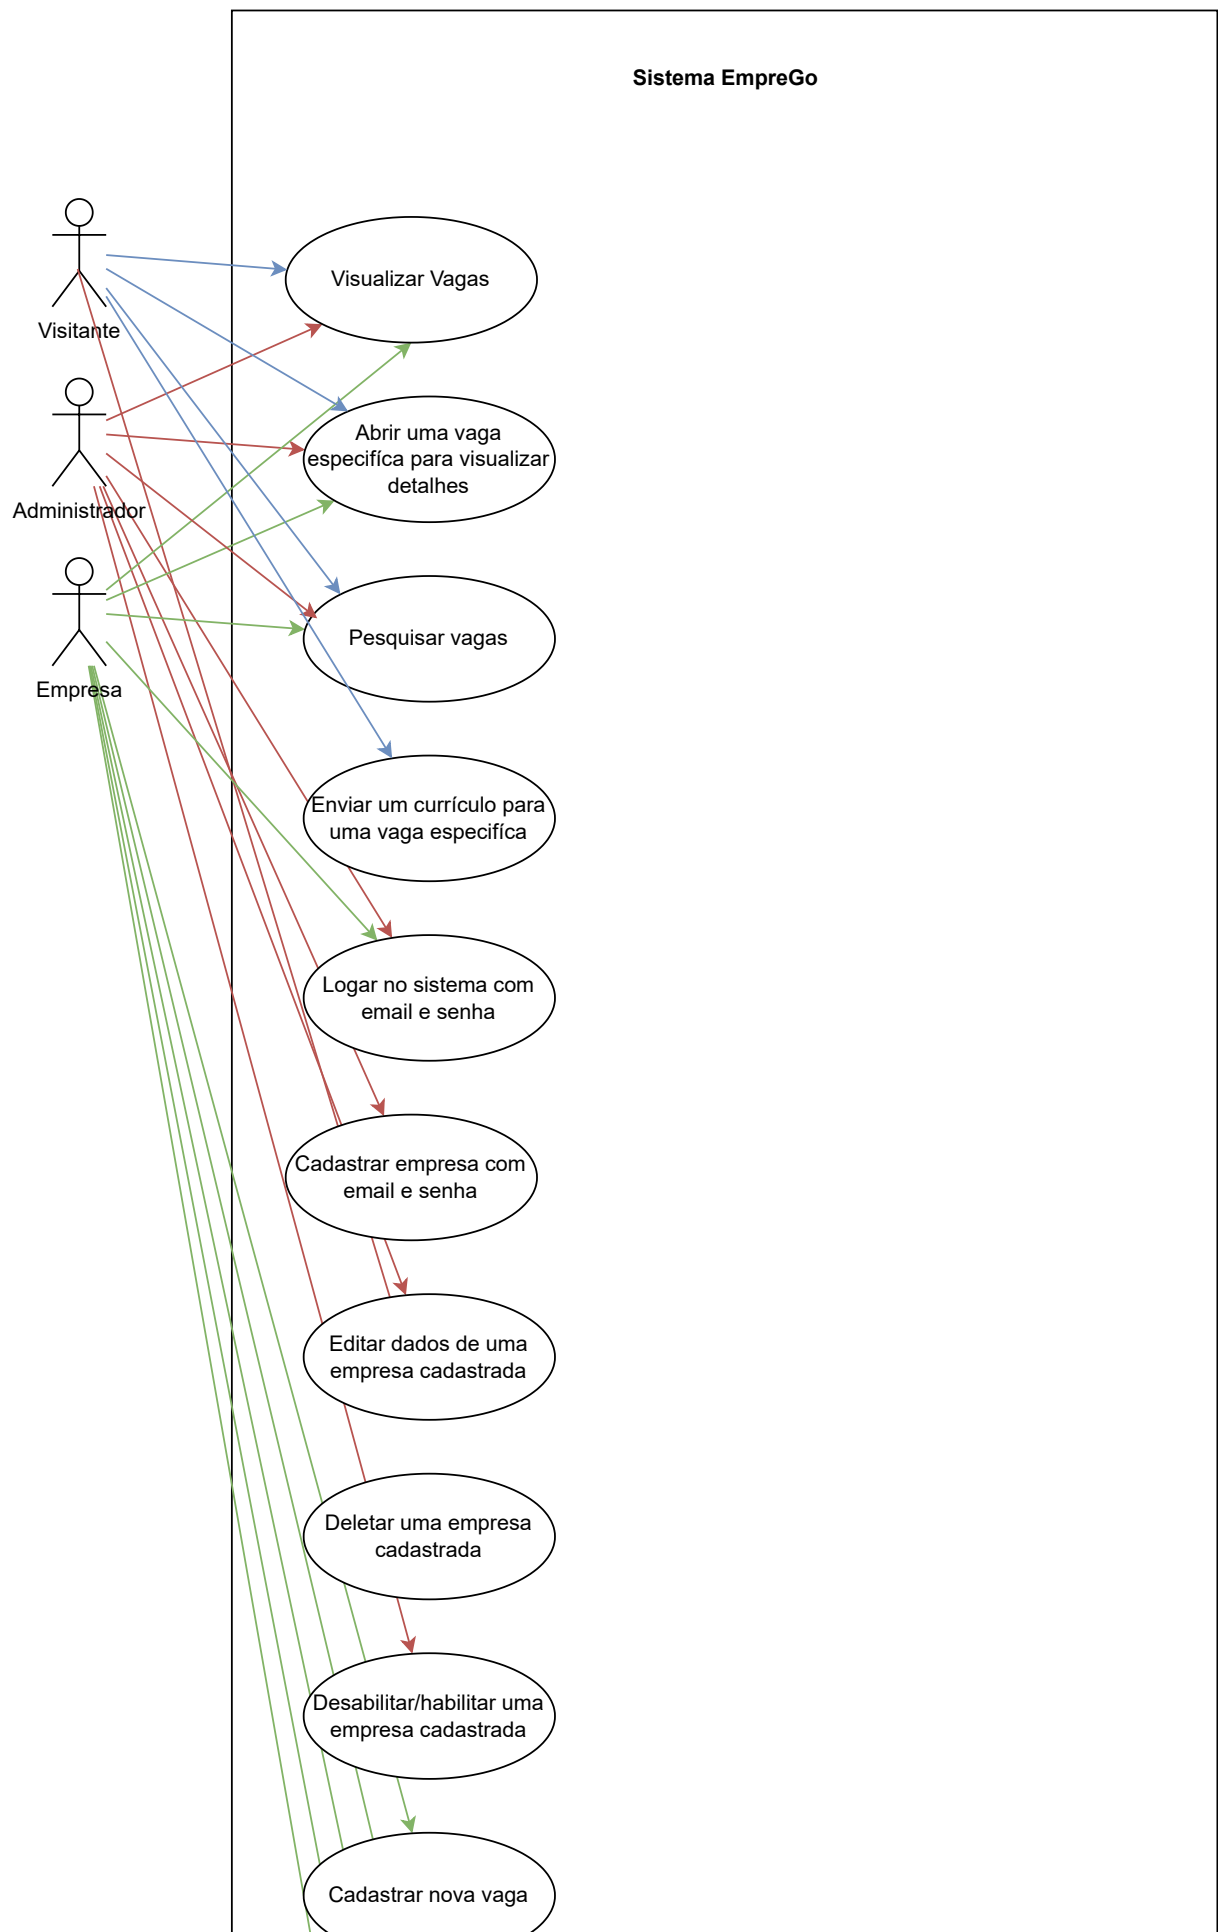 Sistema EmpreGo
Visitante
Administrador
Empresa
Visualizar Vagas
Abrir uma vaga
especifíca para visualizar
detalhes
Pesquisar vagas
Enviar um currículo para
uma vaga especifíca
Logar no sistema com
email e senha
Cadastrar empresa com
email e senha
Editar dados de uma
empresa cadastrada
Deletar uma empresa
cadastrada
Desabilitar/habilitar uma
empresa cadastrada
Cadastrar nova vaga